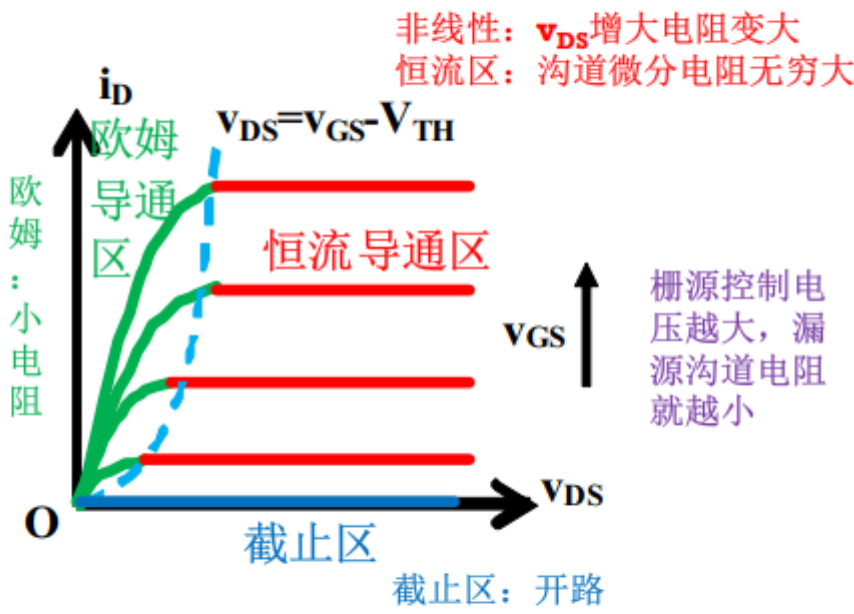 非线性：vDS增大电阻变大
恒流区：沟道微分电阻无穷大
iD
vDS=vGS-VTH
欧姆
导通
区
欧
姆
：
小
电
阻
恒流导通区
vGS
栅源控制电
压越大，漏
源沟道电阻
就越小
O
vDS
截止区
截止区：开路